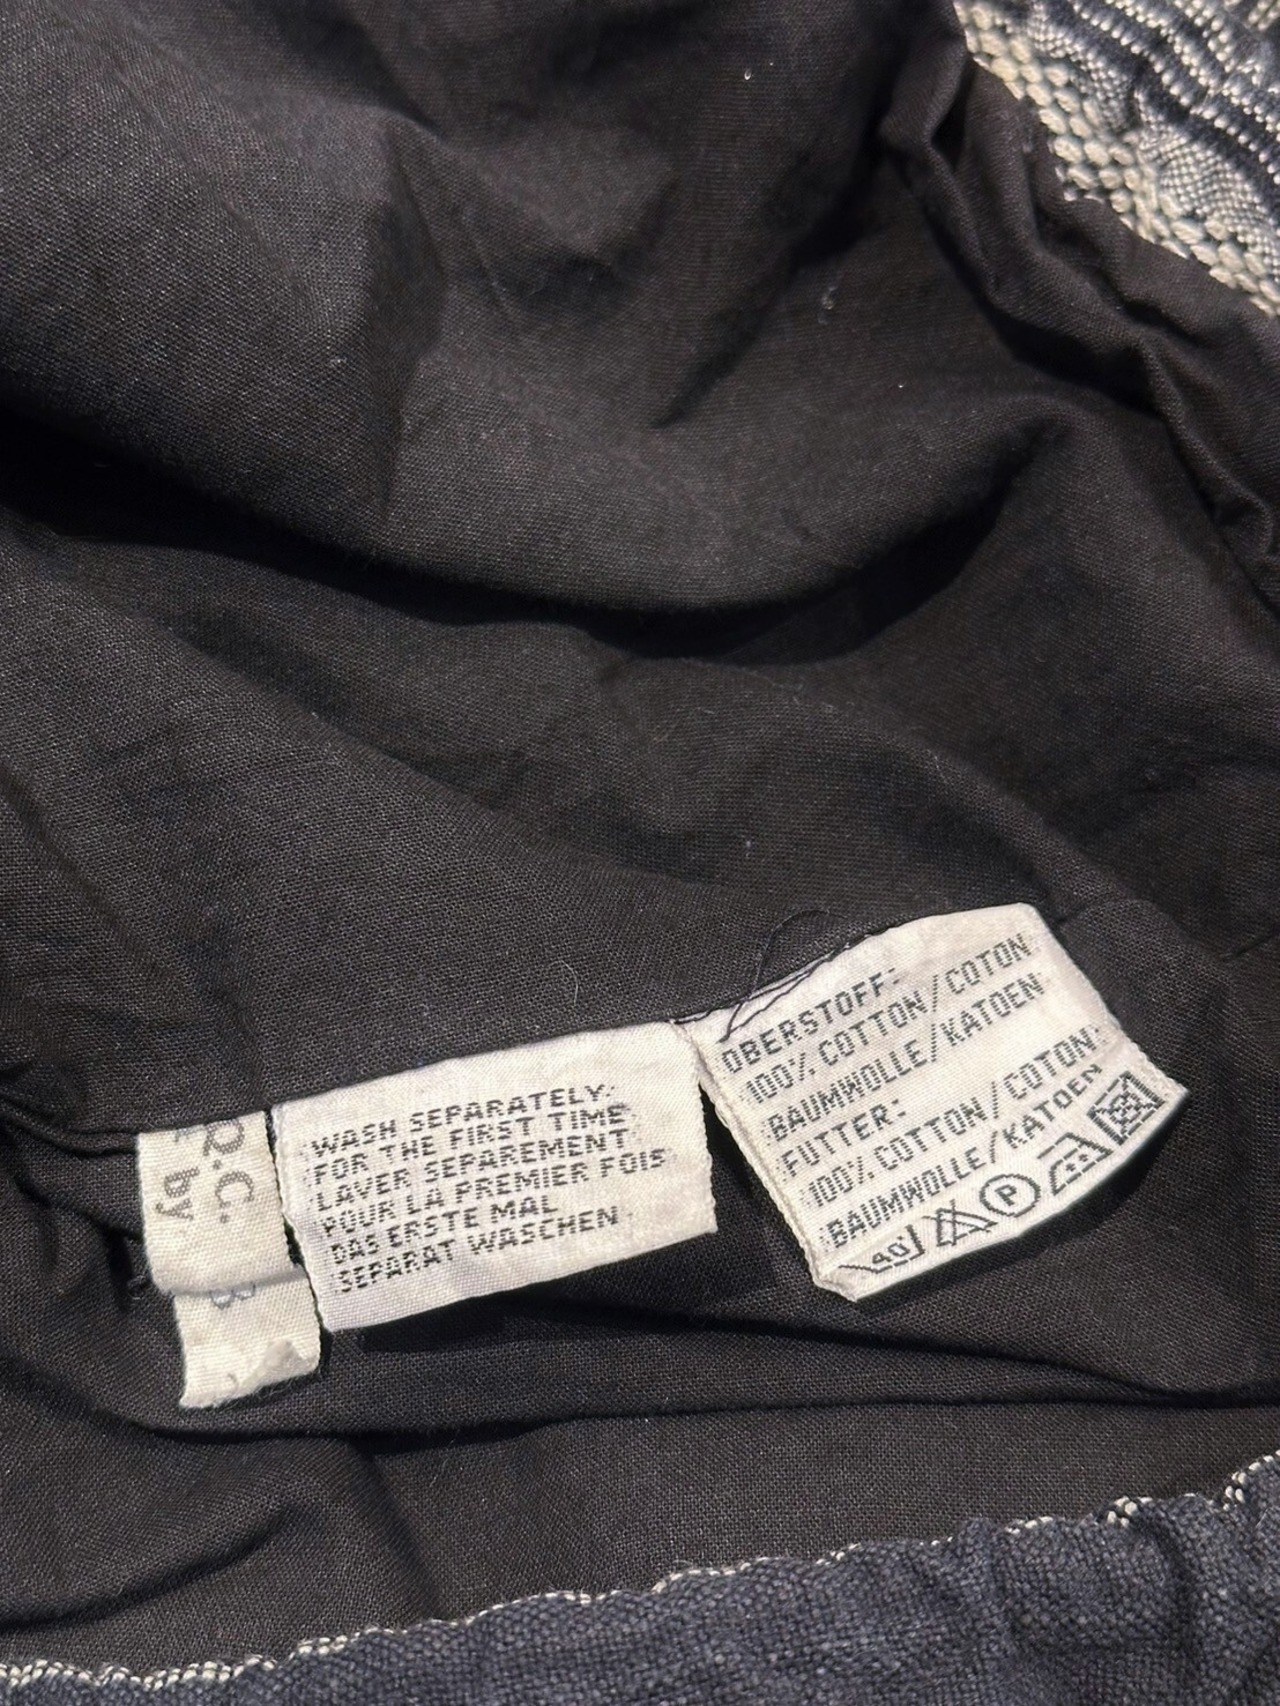 Q.C.
by
WASH SEPARATELY:
FOR THE FIRST TIME
LAVER SEPAREMENT
POUR LA PREMIER FOIS
DAS ERSTE MAL
SEPARAT WASCHEN
OBERSTOFF:
100% COTTON/COTON
BAUMWOLLE/KATOEN
FUTTER:
100% COTTON/COTON
BAUMWOLLE/KATOEN
40° P